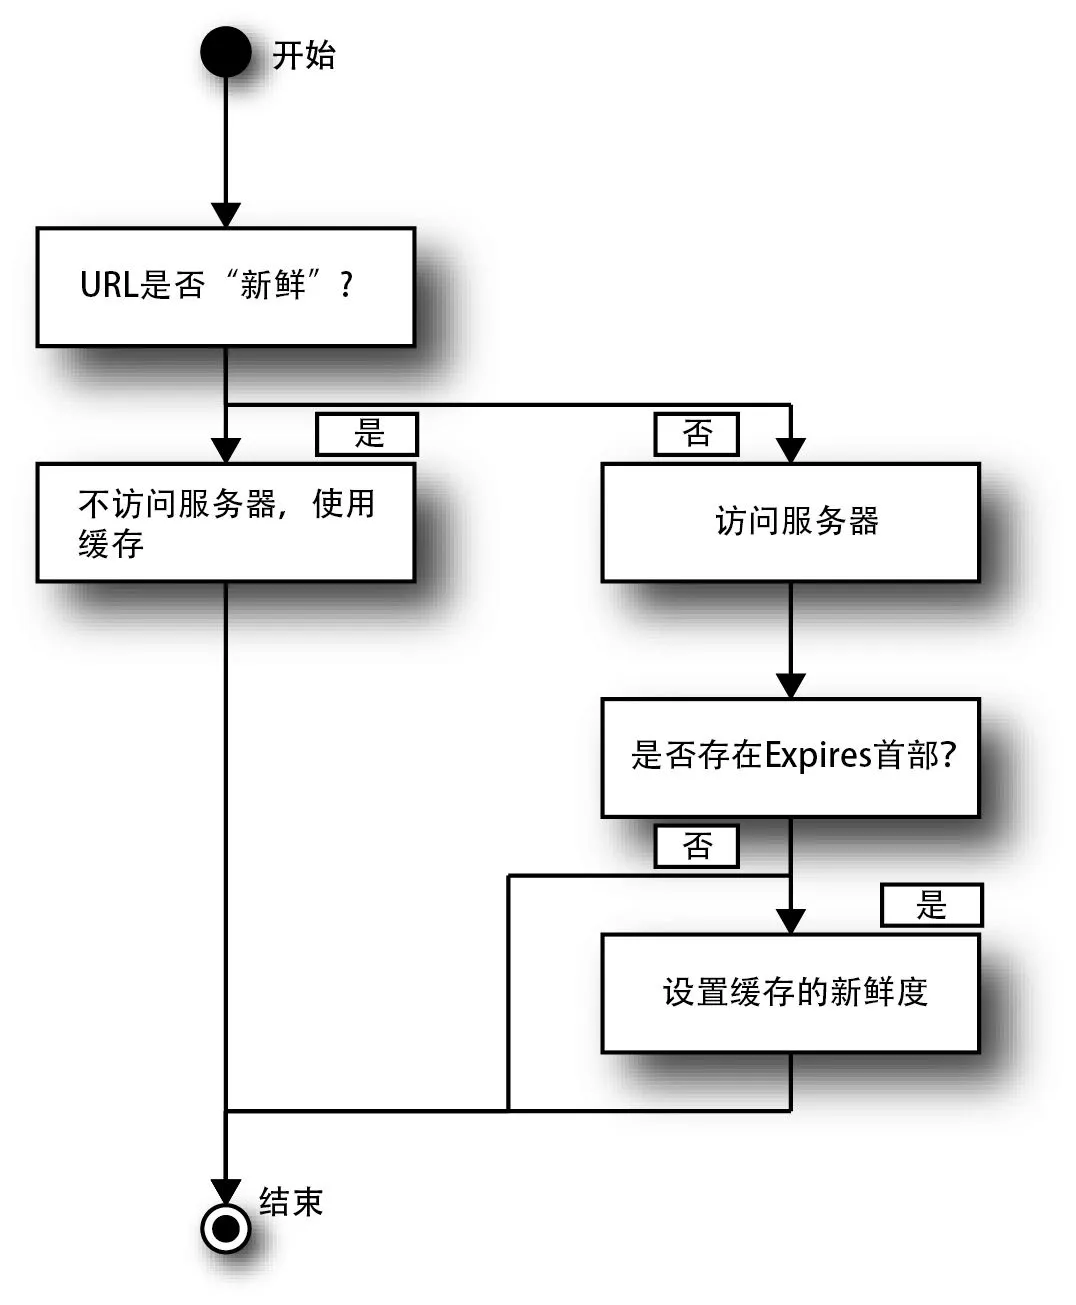 开始
URL是否“新鲜”?
是
否
不访问服务器,使用
缓存
访问服务器
是否存在Expires首部?
否
是
设置缓存的新鲜度
结束